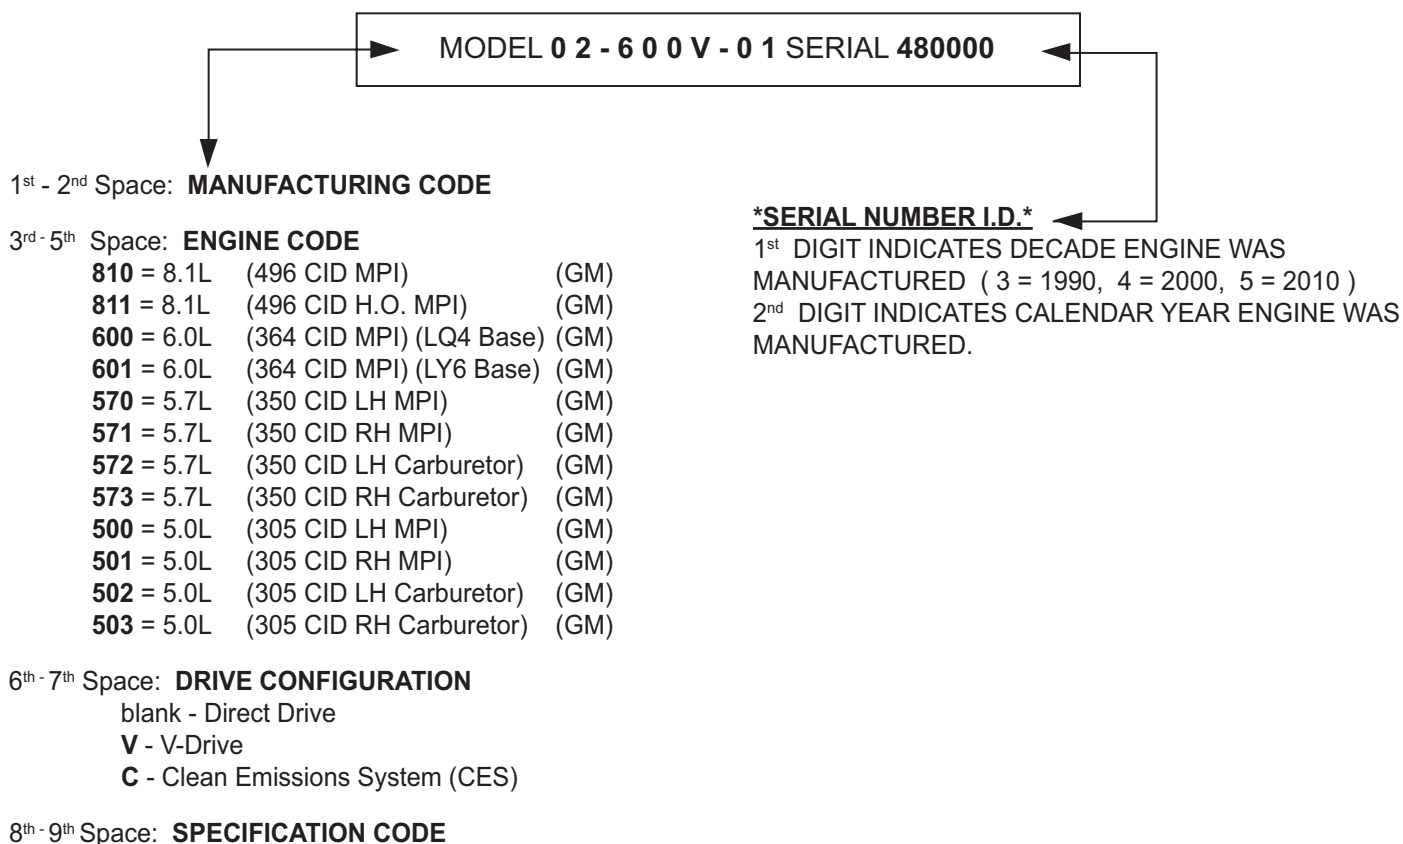 MODEL 0 2 - 6 0 0 V - 0 1 SERIAL 480000
1st - 2nd Space: MANUFACTURING CODE
3rd - 5th Space: ENGINE CODE
810 = 8.1L (496 CID MPI) (GM)
811 = 8.1L (496 CID H.O. MPI) (GM)
600 = 6.0L (364 CID MPI) (LQ4 Base) (GM)
601 = 6.0L (364 CID MPI) (LY6 Base) (GM)
570 = 5.7L (350 CID LH MPI) (GM)
571 = 5.7L (350 CID RH MPI) (GM)
572 = 5.7L (350 CID LH Carburetor) (GM)
573 = 5.7L (350 CID RH Carburetor) (GM)
500 = 5.0L (305 CID LH MPI) (GM)
501 = 5.0L (305 CID RH MPI) (GM)
502 = 5.0L (305 CID LH Carburetor) (GM)
503 = 5.0L (305 CID RH Carburetor) (GM)
6th - 7th Space: DRIVE CONFIGURATION
blank - Direct Drive
V - V-Drive
C - Clean Emissions System (CES)
8th - 9th Space: SPECIFICATION CODE
*SERIAL NUMBER I.D.*
1st DIGIT INDICATES DECADE ENGINE WAS
MANUFACTURED ( 3 = 1990, 4 = 2000, 5 = 2010 )
2nd DIGIT INDICATES CALENDAR YEAR ENGINE WAS
MANUFACTURED.